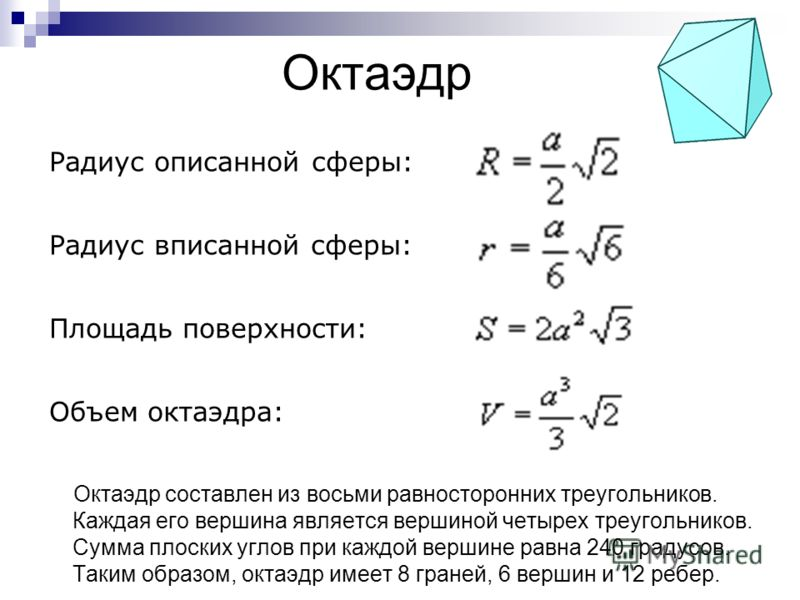 Октаэдр
Радиус описанной сферы: R = a/2 √2
Радиус вписанной сферы: r = a/6 √6
Площадь поверхности: S = 2a² √3
Объем октаэдра: V = a³/3 √2
Октаэдр составлен из восьми равносторонних треугольников.
Каждая его вершина является вершиной четырех треугольников.
Сумма плоских углов при каждой вершине равна 240 градусов.
Таким образом, октаэдр имеет 8 граней, 6 вершин и 12 ребер.
MyShared